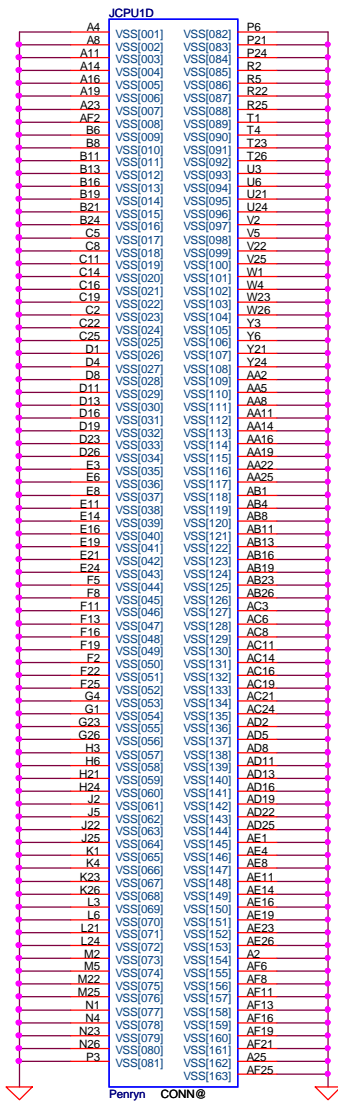 JCPU1D
A4 VSS[001] VSS[082] P6
A8 VSS[002] VSS[083] P21
A11 VSS[003] VSS[084] P24
A14 VSS[004] VSS[085] R2
A16 VSS[005] VSS[086] R5
A19 VSS[006] VSS[087] R22
A23 VSS[007] VSS[088] R25
AF2 VSS[008] VSS[089] T1
B6 VSS[009] VSS[090] T4
B8 VSS[010] VSS[091] T23
B11 VSS[011] VSS[092] T26
B13 VSS[012] VSS[093] U3
B16 VSS[013] VSS[094] U6
B19 VSS[014] VSS[095] U21
B21 VSS[015] VSS[096] U24
B24 VSS[016] VSS[097] V2
C5 VSS[017] VSS[098] V5
C8 VSS[018] VSS[099] V22
C11 VSS[019] VSS[100] V25
C14 VSS[020] VSS[101] W1
C16 VSS[021] VSS[102] W4
C19 VSS[022] VSS[103] W23
C2 VSS[023] VSS[104] W26
C22 VSS[024] VSS[105] Y3
C25 VSS[025] VSS[106] Y6
D1 VSS[026] VSS[107] Y21
D4 VSS[027] VSS[108] Y24
D8 VSS[028] VSS[109] AA2
D11 VSS[029] VSS[110] AA5
D13 VSS[030] VSS[111] AA8
D16 VSS[031] VSS[112] AA11
D19 VSS[032] VSS[113] AA14
D23 VSS[033] VSS[114] AA16
D26 VSS[034] VSS[115] AA19
E3 VSS[035] VSS[116] AA22
E6 VSS[036] VSS[117] AA25
E8 VSS[037] VSS[118] AB1
E11 VSS[038] VSS[119] AB4
E14 VSS[039] VSS[120] AB8
E16 VSS[040] VSS[121] AB11
E19 VSS[041] VSS[122] AB13
E21 VSS[042] VSS[123] AB16
E24 VSS[043] VSS[124] AB19
F5 VSS[044] VSS[125] AB23
F8 VSS[045] VSS[126] AB26
F11 VSS[046] VSS[127] AC3
F13 VSS[047] VSS[128] AC6
F16 VSS[048] VSS[129] AC8
F19 VSS[049] VSS[130] AC11
F2 VSS[050] VSS[131] AC14
F22 VSS[051] VSS[132] AC16
F25 VSS[052] VSS[133] AC19
G4 VSS[053] VSS[134] AC21
G1 VSS[054] VSS[135] AC24
G23 VSS[055] VSS[136] AD2
G26 VSS[056] VSS[137] AD5
H3 VSS[057] VSS[138] AD8
H6 VSS[058] VSS[139] AD11
H21 VSS[059] VSS[140] AD13
H24 VSS[060] VSS[141] AD16
J2 VSS[061] VSS[142] AD19
J5 VSS[062] VSS[143] AD22
J22 VSS[063] VSS[144] AD25
J25 VSS[064] VSS[145] AE1
K1 VSS[065] VSS[146] AE4
K4 VSS[066] VSS[147] AE8
K23 VSS[067] VSS[148] AE11
K26 VSS[068] VSS[149] AE14
L3 VSS[069] VSS[150] AE16
L6 VSS[070] VSS[151] AE19
L21 VSS[071] VSS[152] AE23
L24 VSS[072] VSS[153] AE26
M2 VSS[073] VSS[154] A2
M5 VSS[074] VSS[155] AF6
M22 VSS[075] VSS[156] AF8
M25 VSS[076] VSS[157] AF11
N1 VSS[077] VSS[158] AF13
N4 VSS[078] VSS[159] AF16
N23 VSS[079] VSS[160] AF19
N26 VSS[080] VSS[161] AF21
P3 VSS[081] VSS[162] A25
VSS[163] AF25
Penryn CONN@